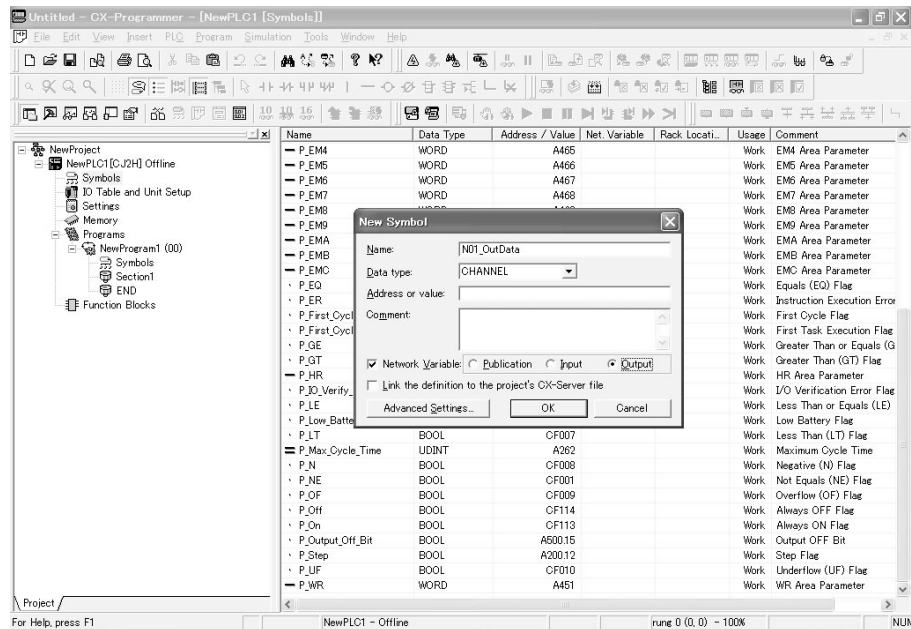 Untitled - CX-Programmer - [NewPLC1 [Symbols]]
File Edit View Insert PLC Program Simulation Tools Window Help
NewProject
NewPLC1[CJ2H] Offline
Symbols
IO Table and Unit Setup
Settings
Memory
Programs
NewProgram1 (00)
Symbols
Section1
END
Function Blocks
Project
Name Data Type Address / Value Net. Variable Rack Locati... Usage Comment
P_EM4 WORD A465 Work EM4 Area Parameter
P_EM5 WORD A466 Work EM5 Area Parameter
P_EM6 WORD A467 Work EM6 Area Parameter
P_EM7 WORD A468 Work EM7 Area Parameter
P_EM8 Work EM8 Area Parameter
P_EM9 Work EM9 Area Parameter
P_EMA Work EMA Area Parameter
P_EMB Work EMB Area Parameter
P_EMC Work EMC Area Parameter
P_EQ Work Equals (EQ) Flag
P_ER Work Instruction Execution Error
P_First_Cycl Work First Cycle Flag
P_First_Cycl Work First Task Execution Flag
P_GE Work Greater Than or Equals (G
P_GT Work Greater Than (GT) Flag
P_HR Work HR Area Parameter
P_IO_Verify_ Work I/O Verification Error Flag
P_LE Work Less Than or Equals (LE)
P_Low_Batte Work Low Battery Flag
P_LT BOOL CF007 Work Less Than (LT) Flag
P_Max_Cycle_Time UDINT A262 Work Maximum Cycle Time
P_N BOOL CF008 Work Negative (N) Flag
P_NE BOOL CF001 Work Not Equals (NE) Flag
P_OF BOOL CF009 Work Overflow (OF) Flag
P_Off BOOL CF114 Work Always OFF Flag
P_On BOOL CF113 Work Always ON Flag
P_Output_Off_Bit BOOL A500.15 Work Output OFF Bit
P_Step BOOL A200.12 Work Step Flag
P_UF BOOL CF010 Work Underflow (UF) Flag
P_WR WORD A451 Work WR Area Parameter
New Symbol
Name: N01_OutData
Data type: CHANNEL
Address or value:
Comment:
Network Variable: Publication Input Output
Link the definition to the project's CX-Server file
Advanced Settings... OK Cancel
For Help, press F1 NewPLC1 - Offline rung 0 (0, 0) - 100% NUM